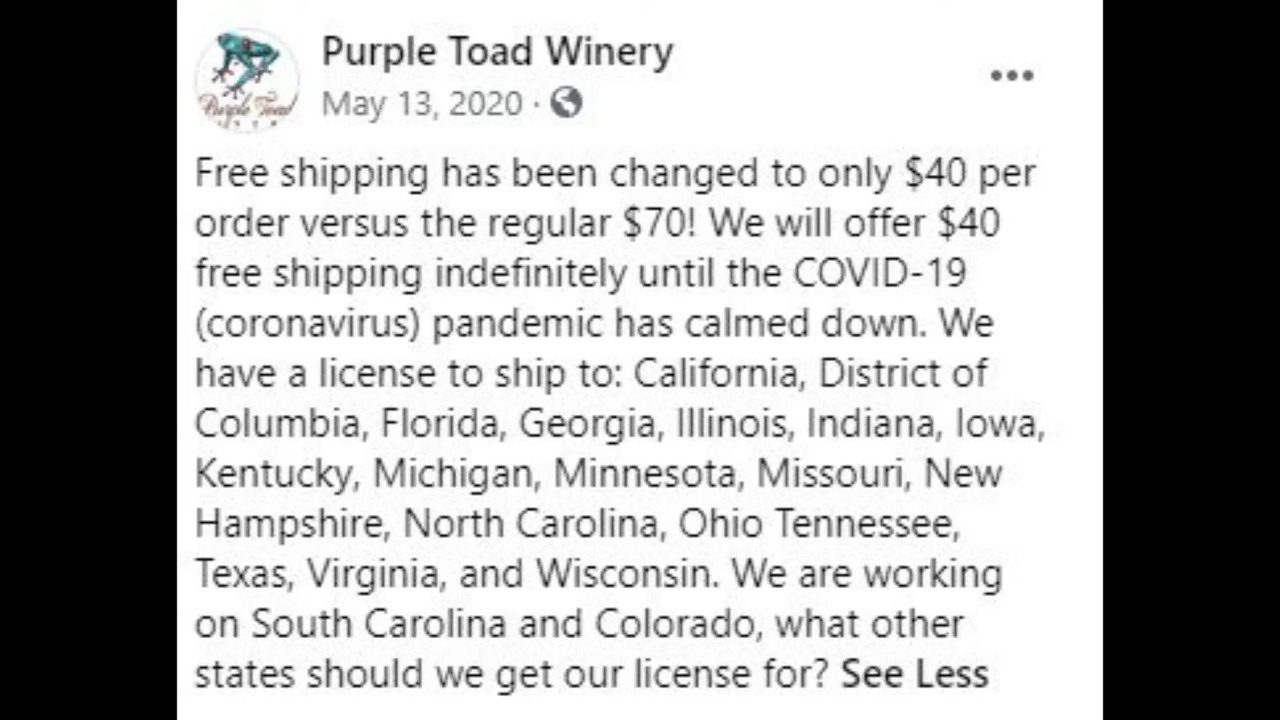 Purple Toad Winery
May 13, 2020 ·
Purple Toad
Free shipping has been changed to only $40 per
order versus the regular $70! We will offer $40
free shipping indefinitely until the COVID-19
(coronavirus) pandemic has calmed down. We
have a license to ship to: California, District of
Columbia, Florida, Georgia, Illinois, Indiana, Iowa,
Kentucky, Michigan, Minnesota, Missouri, New
Hampshire, North Carolina, Ohio Tennessee,
Texas, Virginia, and Wisconsin. We are working
on South Carolina and Colorado, what other
states should we get our license for? See Less